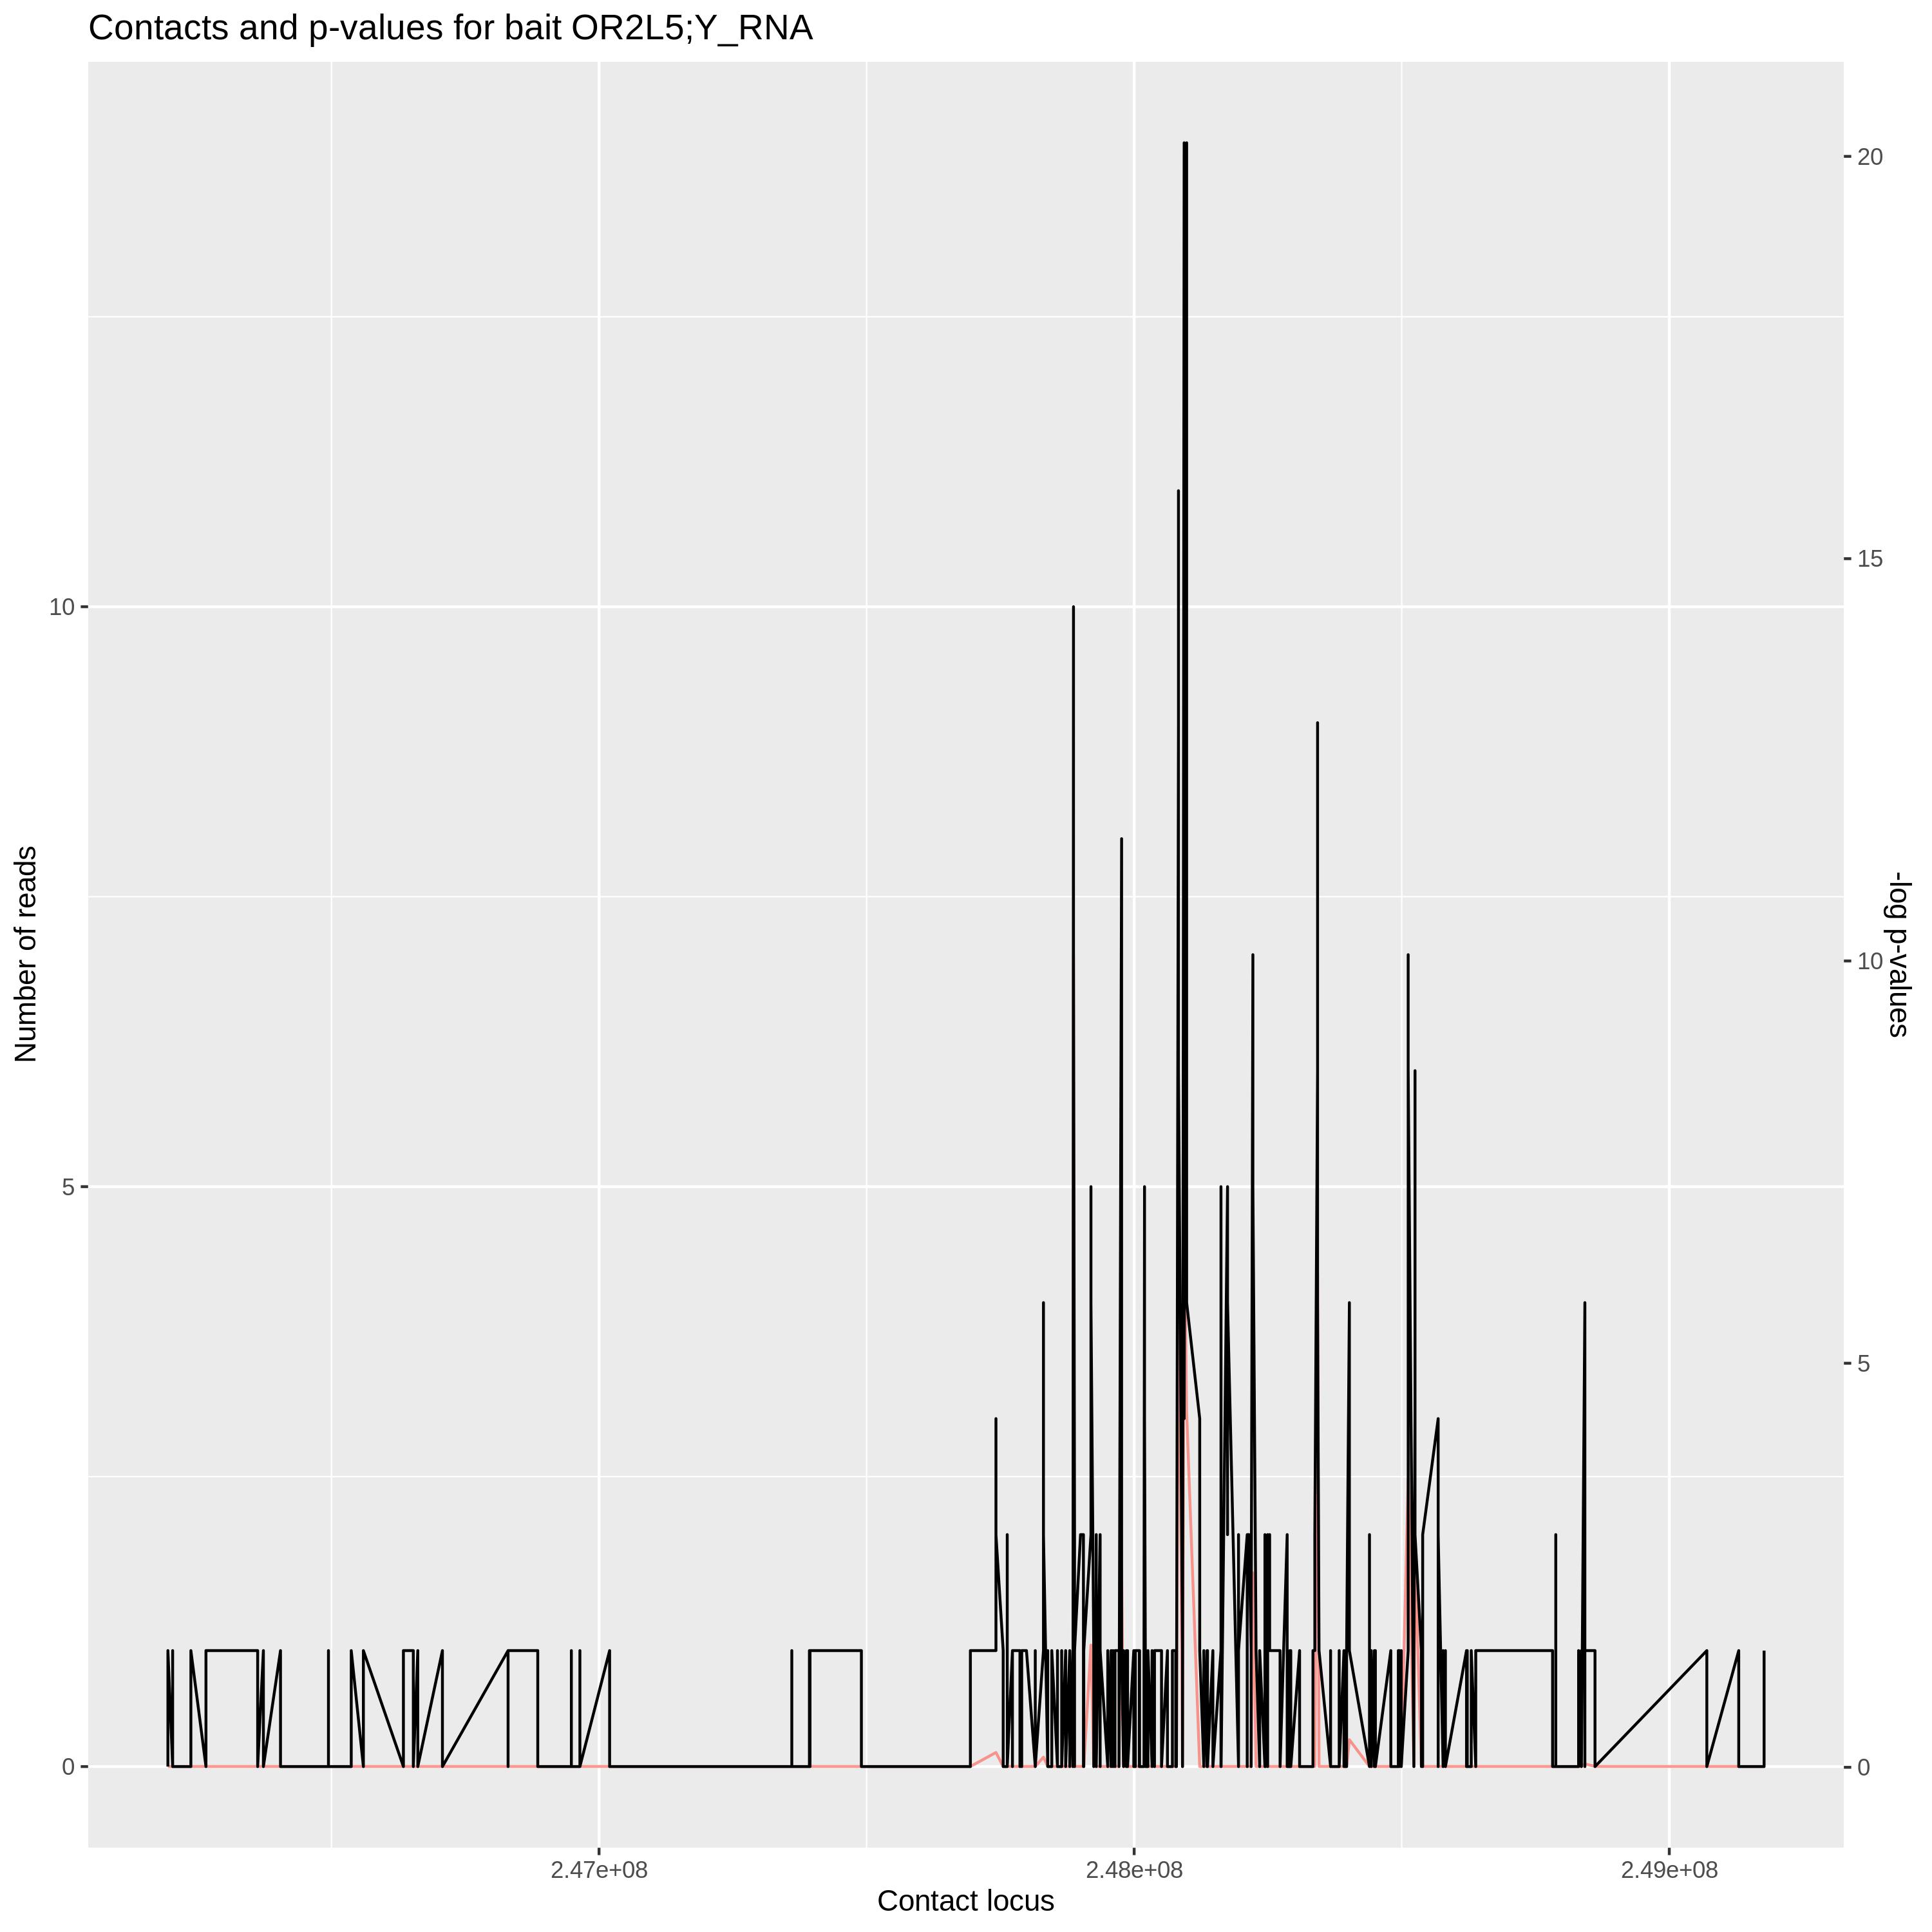 Contacts and p-values for bait OR2L5;Y_RNA
20
15
10
10
5
5
0
0
Number of reads
-log p-values
2.47e+08
2.48e+08
2.49e+08
Contact locus